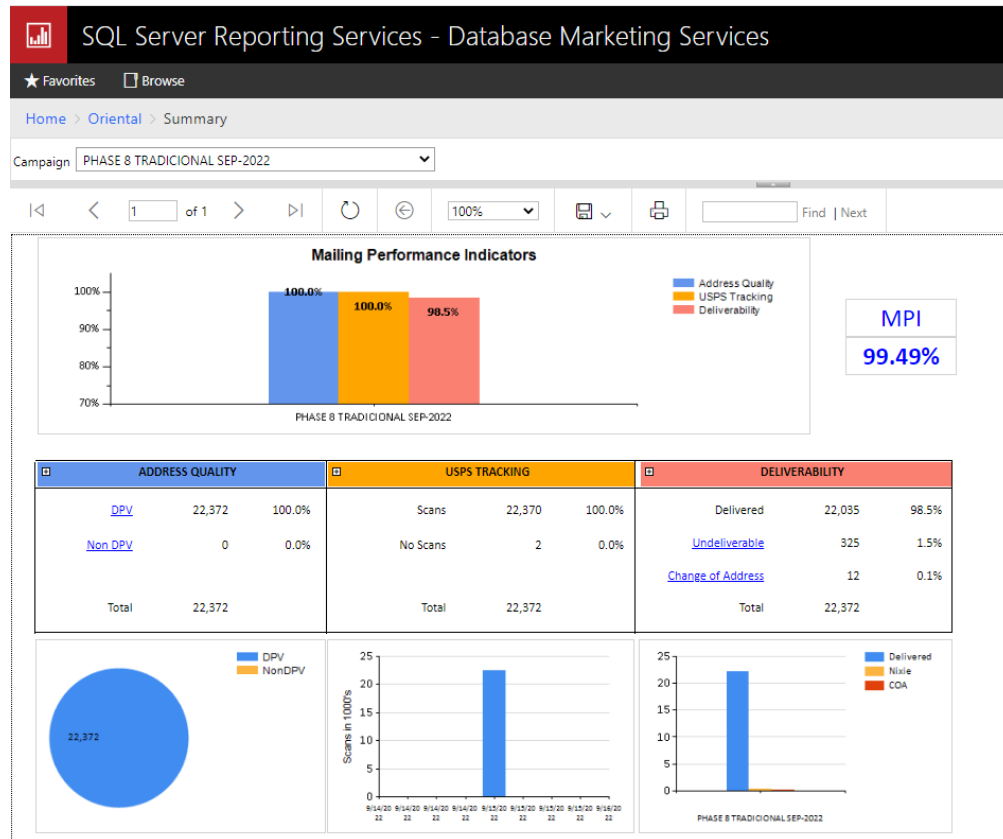 SQL Server Reporting Services - Database Marketing Services
Favorites Browse
Home > Oriental > Summary
Campaign PHASE 8 TRADICIONAL SEP-2022
1 of 1 100% Find | Next
Mailing Performance Indicators
100%
90%
80%
70%
100.0%
100.0%
98.5%
PHASE 8 TRADICIONAL SEP-2022
Address Quality
USPS Tracking
Deliverability
MPI
99.49%
ADDRESS QUALITY USPS TRACKING DELIVERABILITY
DPV 22,372 100.0% Scans 22,370 100.0% Delivered 22,035 98.5%
Non DPV 0 0.0% No Scans 2 0.0% Undeliverable 325 1.5%
Change of Address 12 0.1%
Total 22,372 Total 22,372 Total 22,372
DPV
NonDPV
22,372
Scans in 1000's
25
20
15
10
5
0
9/14/20 9/14/20 9/14/20 9/14/20 9/15/20 9/15/20 9/15/20 9/15/20 9/16/20
22 22 22 22 22 22 22 22 22
25
20
15
10
5
0
PHASE 8 TRADICIONAL SEP-2022
Delivered
Nixie
COA